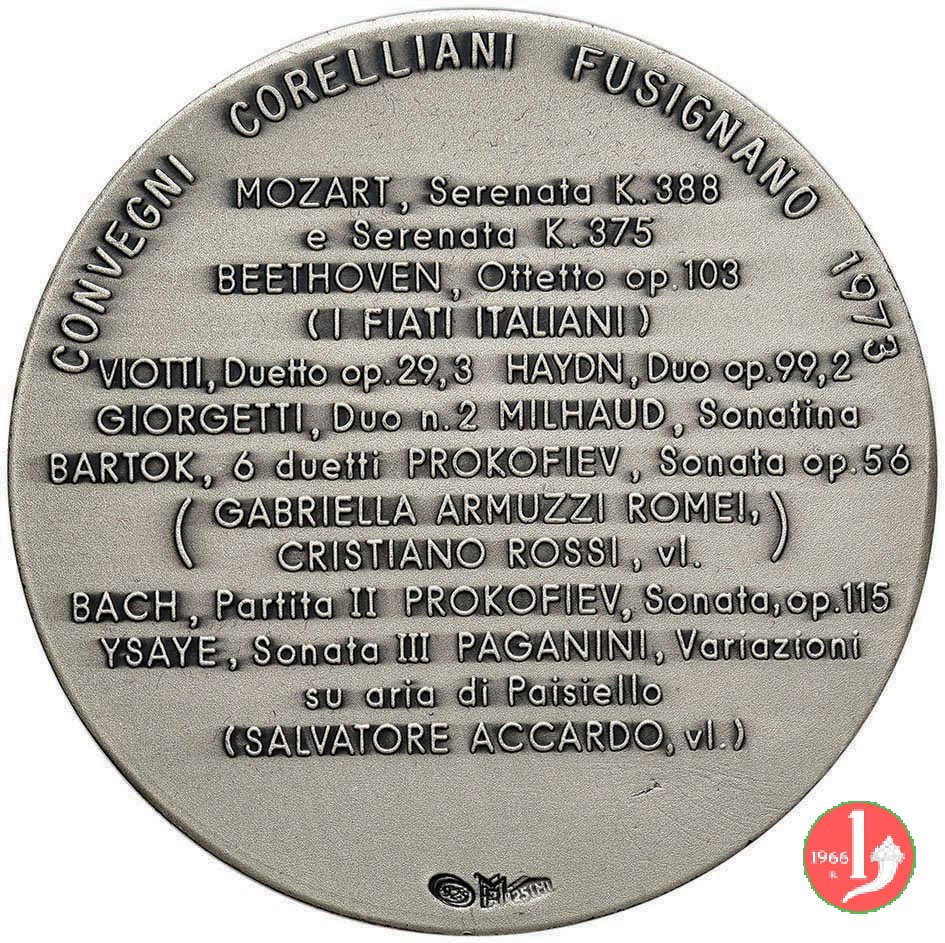 CONVEGNI CORELLIANI FUSIGNANO 1973
MOZART, Serenata K.388
e Serenata K.375
BEETHOVEN, Ottetto op.103
(I FIATI ITALIANI)
VIOTTI, Duetto op.29,3 HAYDN, Duo op.99,2
GIORGETTI, Duo n.2 MILHAUD, Sonatina
BARTOK, 6 duetti PROKOFIEV, Sonata op.56
(GABRIELLA ARMUZZI ROMEI,
CRISTIANO ROSSI, vl.)
BACH, Partita II PROKOFIEV, Sonata, op.115
YSAYE, Sonata III PAGANINI, Variazioni
su aria di Paisiello
(SALVATORE ACCARDO, vl.)
925
1966
R.